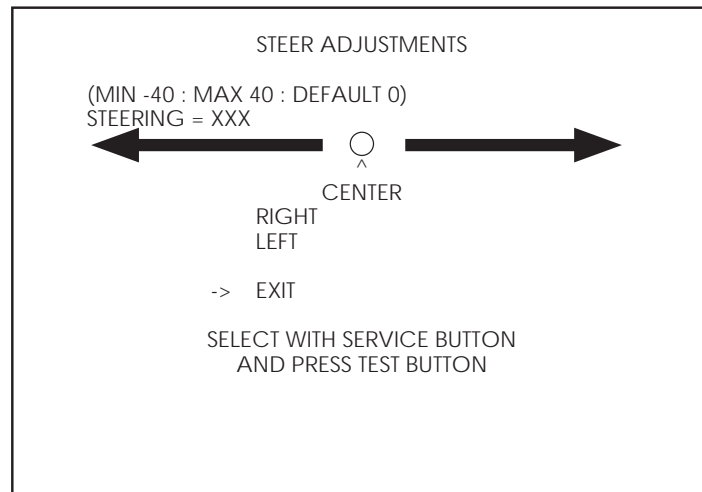 STEER ADJUSTMENTS
(MIN -40 : MAX 40 : DEFAULT 0)
STEERING = XXX
^
CENTER
RIGHT
LEFT
-> EXIT
SELECT WITH SERVICE BUTTON
AND PRESS TEST BUTTON